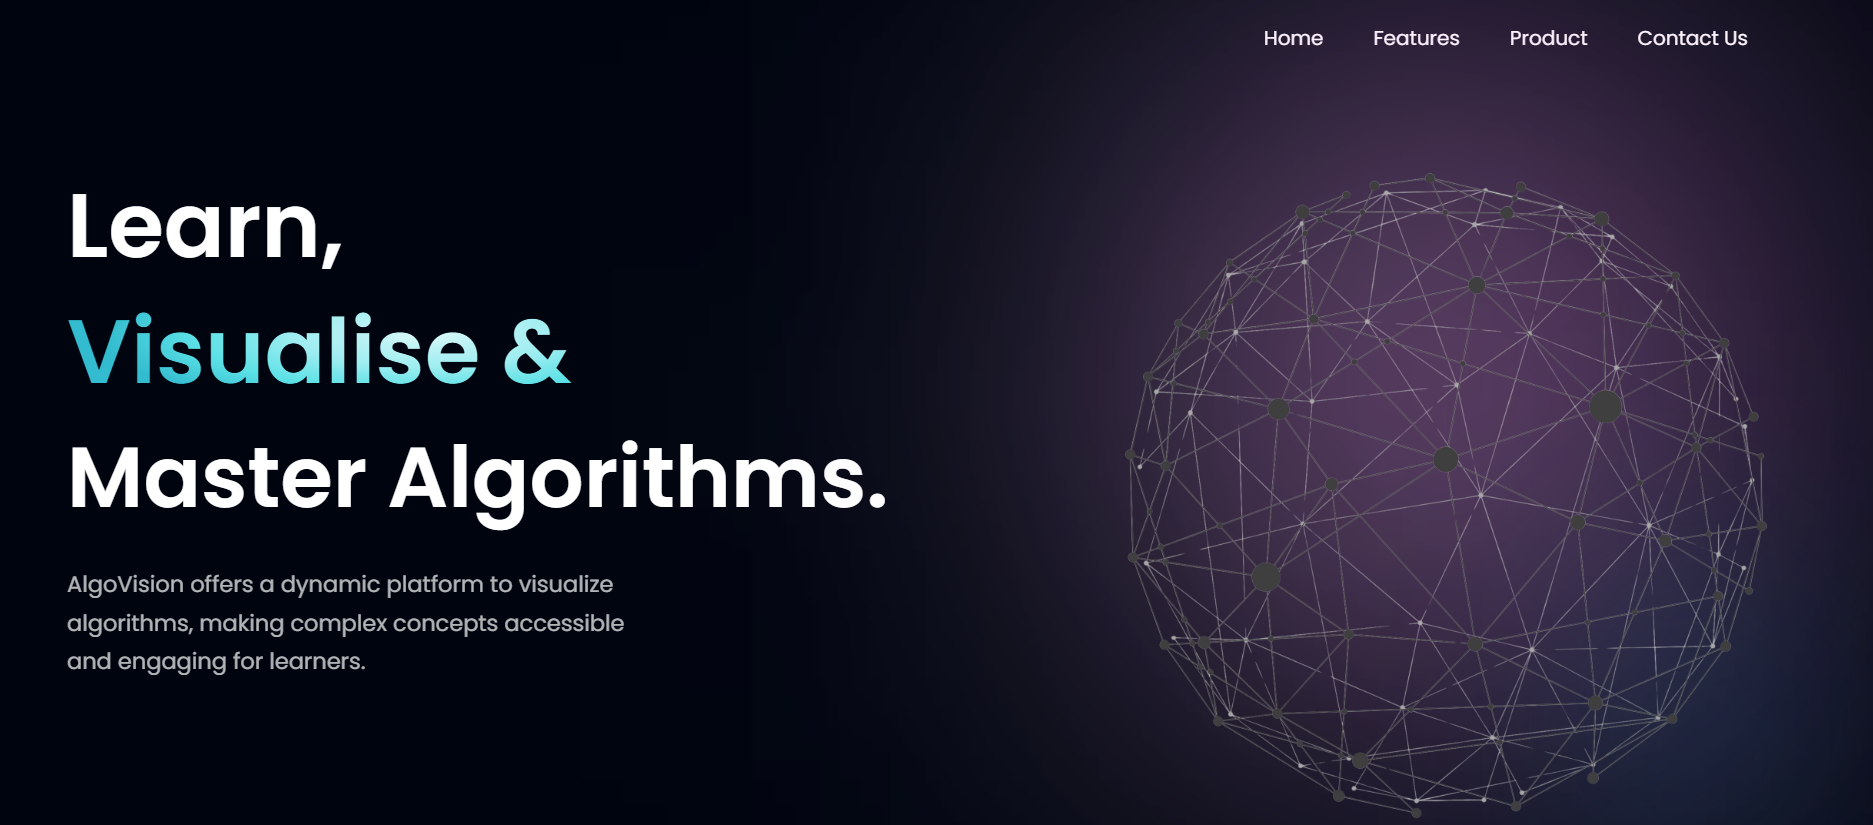 Home Features Product Contact Us
Learn,
Visualise &
Master Algorithms.
AlgoVision offers a dynamic platform to visualize
algorithms, making complex concepts accessible
and engaging for learners.